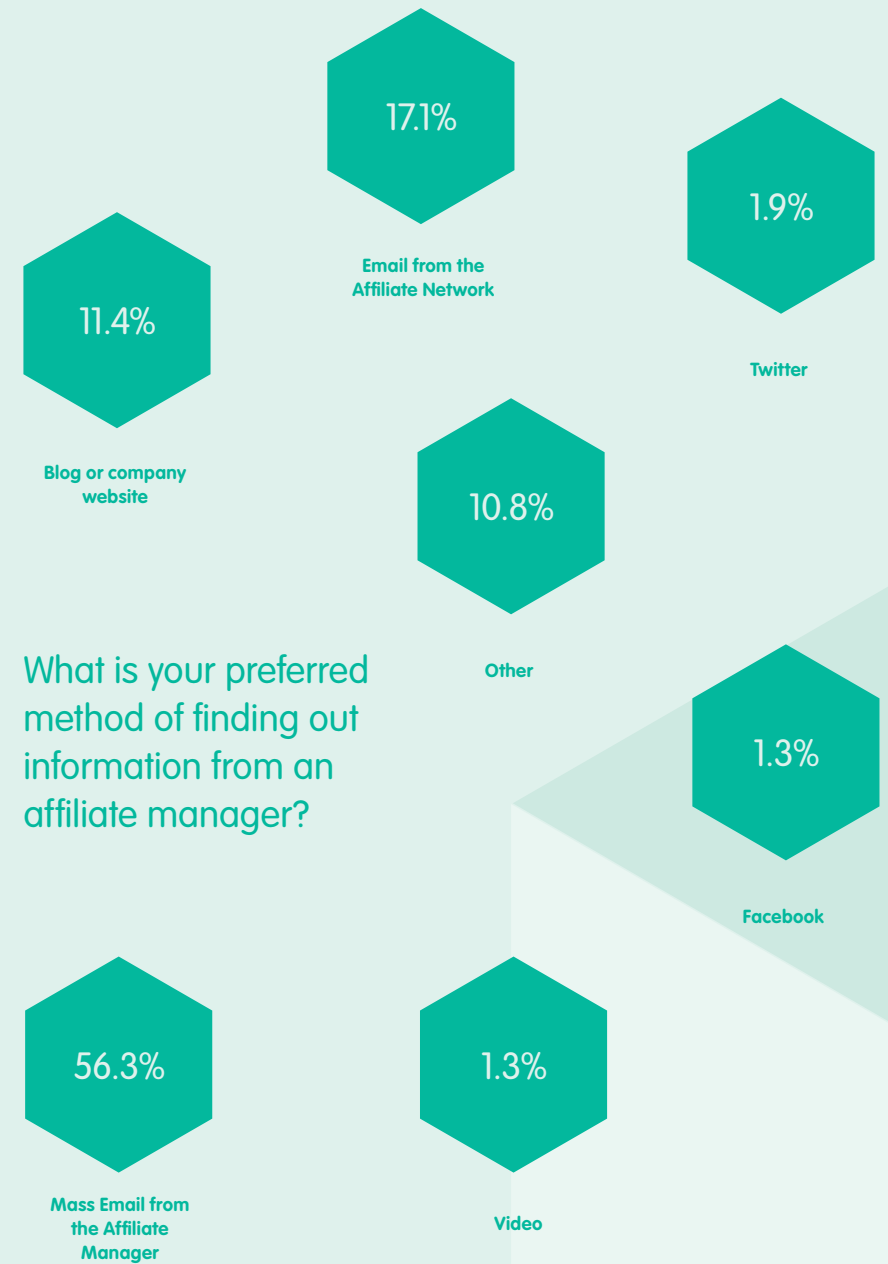 17.1%
Email from the
Affiliate Network
1.9%
Twitter
11.4%
Blog or company
website
10.8%
Other
What is your preferred
method of finding out
information from an
affiliate manager?
1.3%
Facebook
56.3%
Mass Email from
the Affiliate
Manager
1.3%
Video